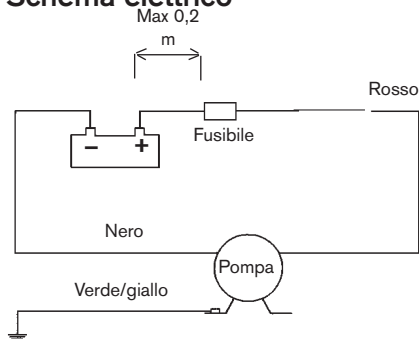 Schema elettrico
Max 0,2
m
Rosso
Fusibile
– +
Nero
Pompa
Verde/giallo